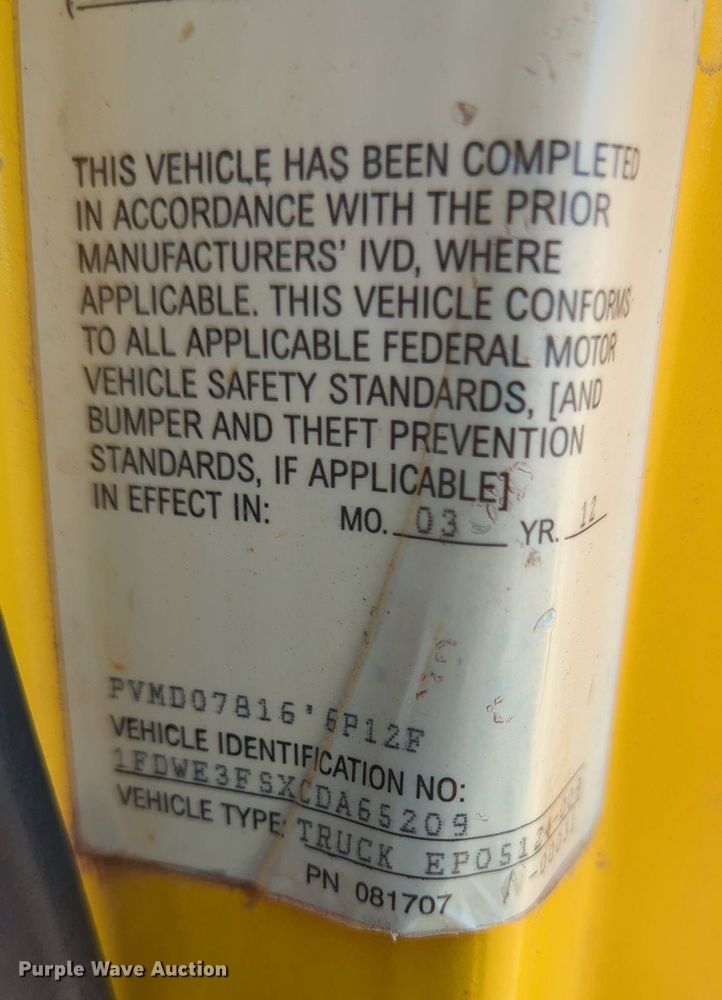 THIS VEHICLE HAS BEEN COMPLETED
IN ACCORDANCE WITH THE PRIOR
MANUFACTURERS' IVD, WHERE
APPLICABLE. THIS VEHICLE CONFORMS
TO ALL APPLICABLE FEDERAL MOTOR
VEHICLE SAFETY STANDARDS, [AND
BUMPER AND THEFT PREVENTION
STANDARDS, IF APPLICABLE]
IN EFFECT IN: MO. 03 YR. 12
PVMD07816'6P12F
VEHICLE IDENTIFICATION NO:
1FDWE3FSXCDA65209
VEHICLE TYPE: TRUCK
PN 081707
Purple Wave Auction